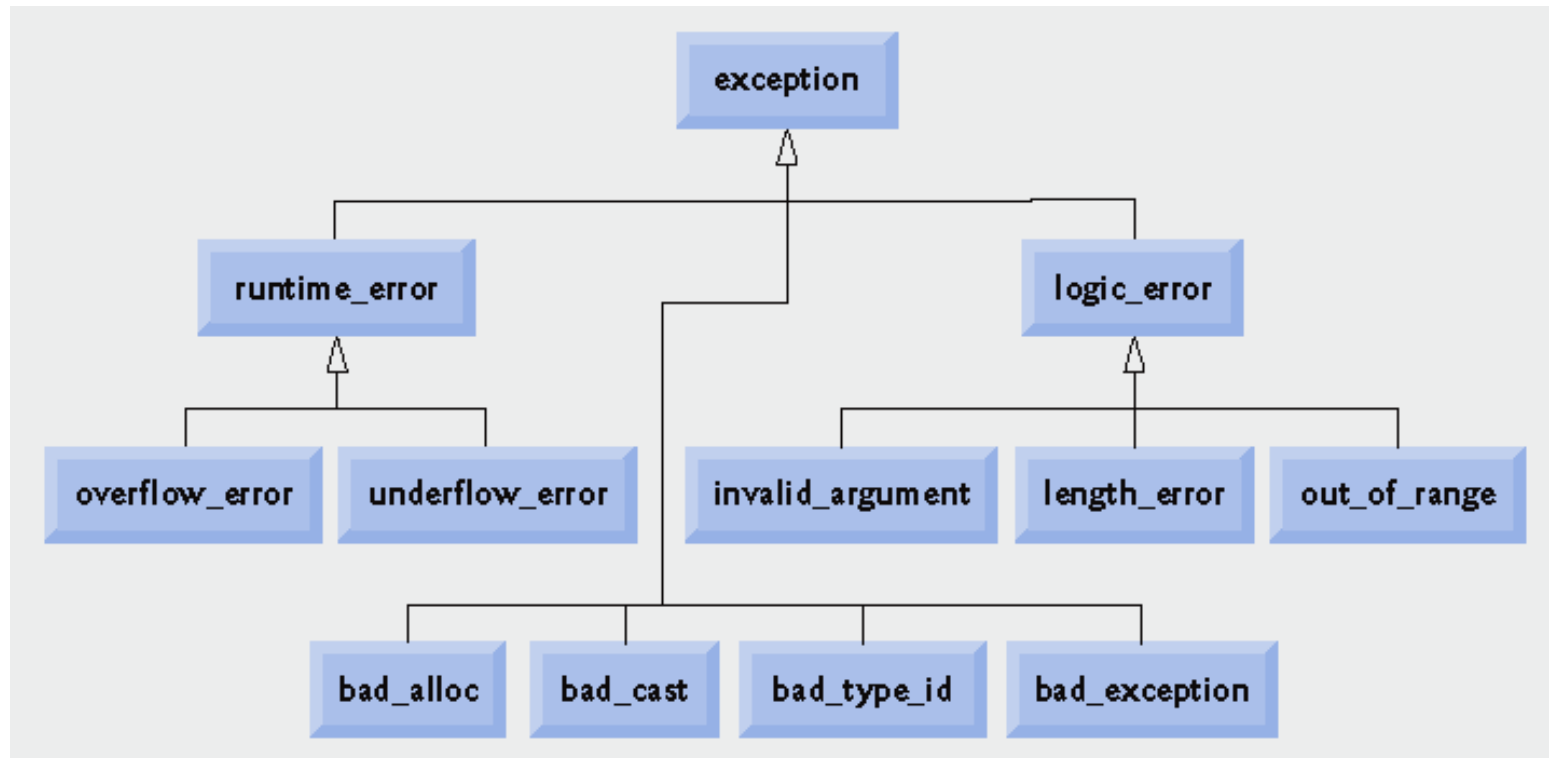 exception
runtime_error
logic_error
overflow_error
underflow_error
invalid_argument
length_error
out_of_range
bad_alloc
bad_cast
bad_type_id
bad_exception